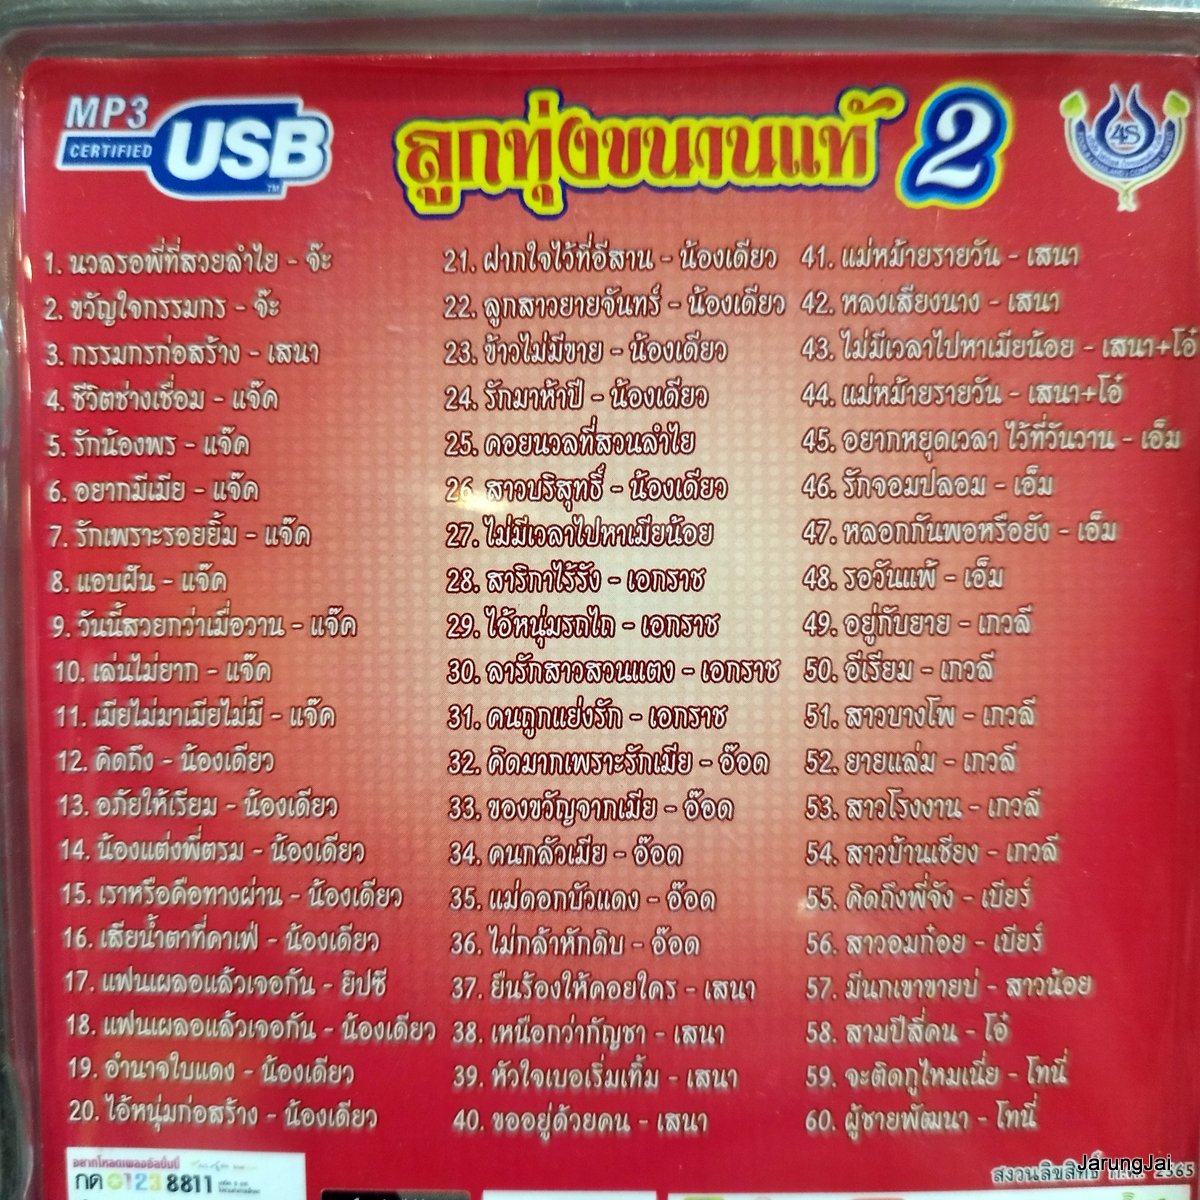 MP3
CERTIFIED
USB
TM
ลูกทุ่งขนานแท้ 2
4S
1. นวลรอพี่ที่สวยลำไย - จ๊ะ
2. ขวัญใจกรรมกร - จ๊ะ
3. กรรมกรก่อสร้าง - เสนา
4. ชีวิตช่างเชื่อม - แจ๊ค
5. รักน้องพร - แจ๊ค
6. อยากมีเมีย - แจ๊ค
7. รักเพราะรอยยิ้ม - แจ๊ค
8. แอบฝัน - แจ๊ค
9. วันนี้สวยกว่าเมื่อวาน - แจ๊ค
10. เล่นไม่ยาก - แจ๊ค
11. เมียไม่มาเมียไม่มี - แจ๊ค
12. คิดถึง - น้องเดียว
13. อภัยให้เรียม - น้องเดียว
14. น้องแต่งพี่ตรม - น้องเดียว
15. เราหรือคือทางผ่าน - น้องเดียว
16. เสียน้ำตาที่คาเฟ่ - น้องเดียว
17. แฟนเผลอแล้วเจอกัน - ยิปซี
18. แฟนเผลอแล้วเจอกัน - น้องเดียว
19. อำนาจใบแดง - น้องเดียว
20. ไอ้หนุ่มก่อสร้าง - น้องเดียว
21. ฝากใจไว้ที่อีสาน - น้องเดียว
22. ลูกสาวยายจันทร์ - น้องเดียว
23. ข้าวไม่มีขาย - น้องเดียว
24. รักมาห้าปี - น้องเดียว
25. คอยนวลที่สวนลำไย
26. สาวบริสุทธิ์ - น้องเดียว
27. ไม่มีเวลาไปหาเมียน้อย
28. สาริกาไร้รัง - เอกราช
29. ไอ้หนุ่มรถไถ - เอกราช
30. ลารักสาวสวนแตง - เอกราช
31. คนถูกแย่งรัก - เอกราช
32. คิดมากเพราะรักเมีย - อ๊อด
33. ของขวัญจากเมีย - อ๊อด
34. คนกลัวเมีย - อ๊อด
35. แม่ดอกบัวแดง - อ๊อด
36. ไม่กล้าหักดิบ - อ๊อด
37. ยืนร้องให้คอยใคร - เสนา
38. เหนือกว่ากัญชา - เสนา
39. หัวใจเบอเริ่มเทิ้ม - เสนา
40. ขออยู่ด้วยคน - เสนา
41. แม่หม้ายรายวัน - เสนา
42. หลงเสียงนาง - เสนา
43. ไม่มีเวลาไปหาเมียน้อย - เสนา+โอ๋
44. แม่หม้ายรายวัน - เสนา+โอ๋
45. อยากหยุดเวลา ไว้ที่วันวาน - เอ็ม
46. รักจอมปลอม - เอ็ม
47. หลอกกันพอหรือยัง - เอ็ม
48. รอวันแพ้ - เอ็ม
49. อยู่กับยาย - เกวลี
50. อีเรียม - เกวลี
51. สาวบางโพ - เกวลี
52. ยายแล่ม - เกวลี
53. สาวโรงงาน - เกวลี
54. สาวบ้านเชียง - เกวลี
55. คิดถึงพี่จัง - เบียร์
56. สาวอมก๋อย - เบียร์
57. มีนกเขาขายบ่ - สาวน้อย
58. สามปีสี่คน - โอ๋
59. จะติดกูไหมเนี่ย - โทนี่
60. ผู้ชายพัฒนา - โทนี่
อยากโหลดเพลงอัลบั้มนี้
กด 01238811
สงวนลิขสิทธิ์ 2565
JarungJai